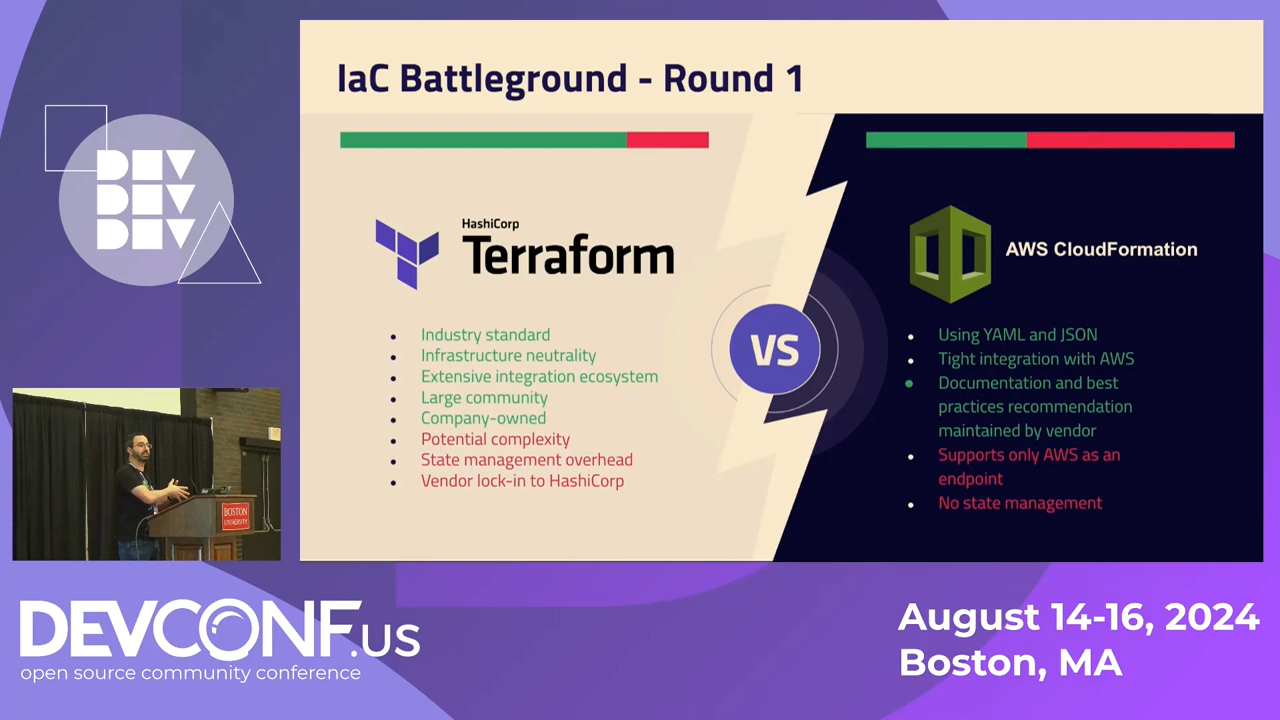 IaC Battleground - Round 1
DEV
DEV
DEV
HashiCorp
Terraform
Industry standard
Infrastructure neutrality
Extensive integration ecosystem
Large community
Company-owned
Potential complexity
State management overhead
Vendor lock-in to HashiCorp
VS
AWS CloudFormation
Using YAML and JSON
Tight integration with AWS
Documentation and best
practices recommendation
maintained by vendor
Supports only AWS as an
endpoint
No state management
BOSTON
UNIVERSITY
DEVCONF.US
open source community conference
August 14-16, 2024
Boston, MA